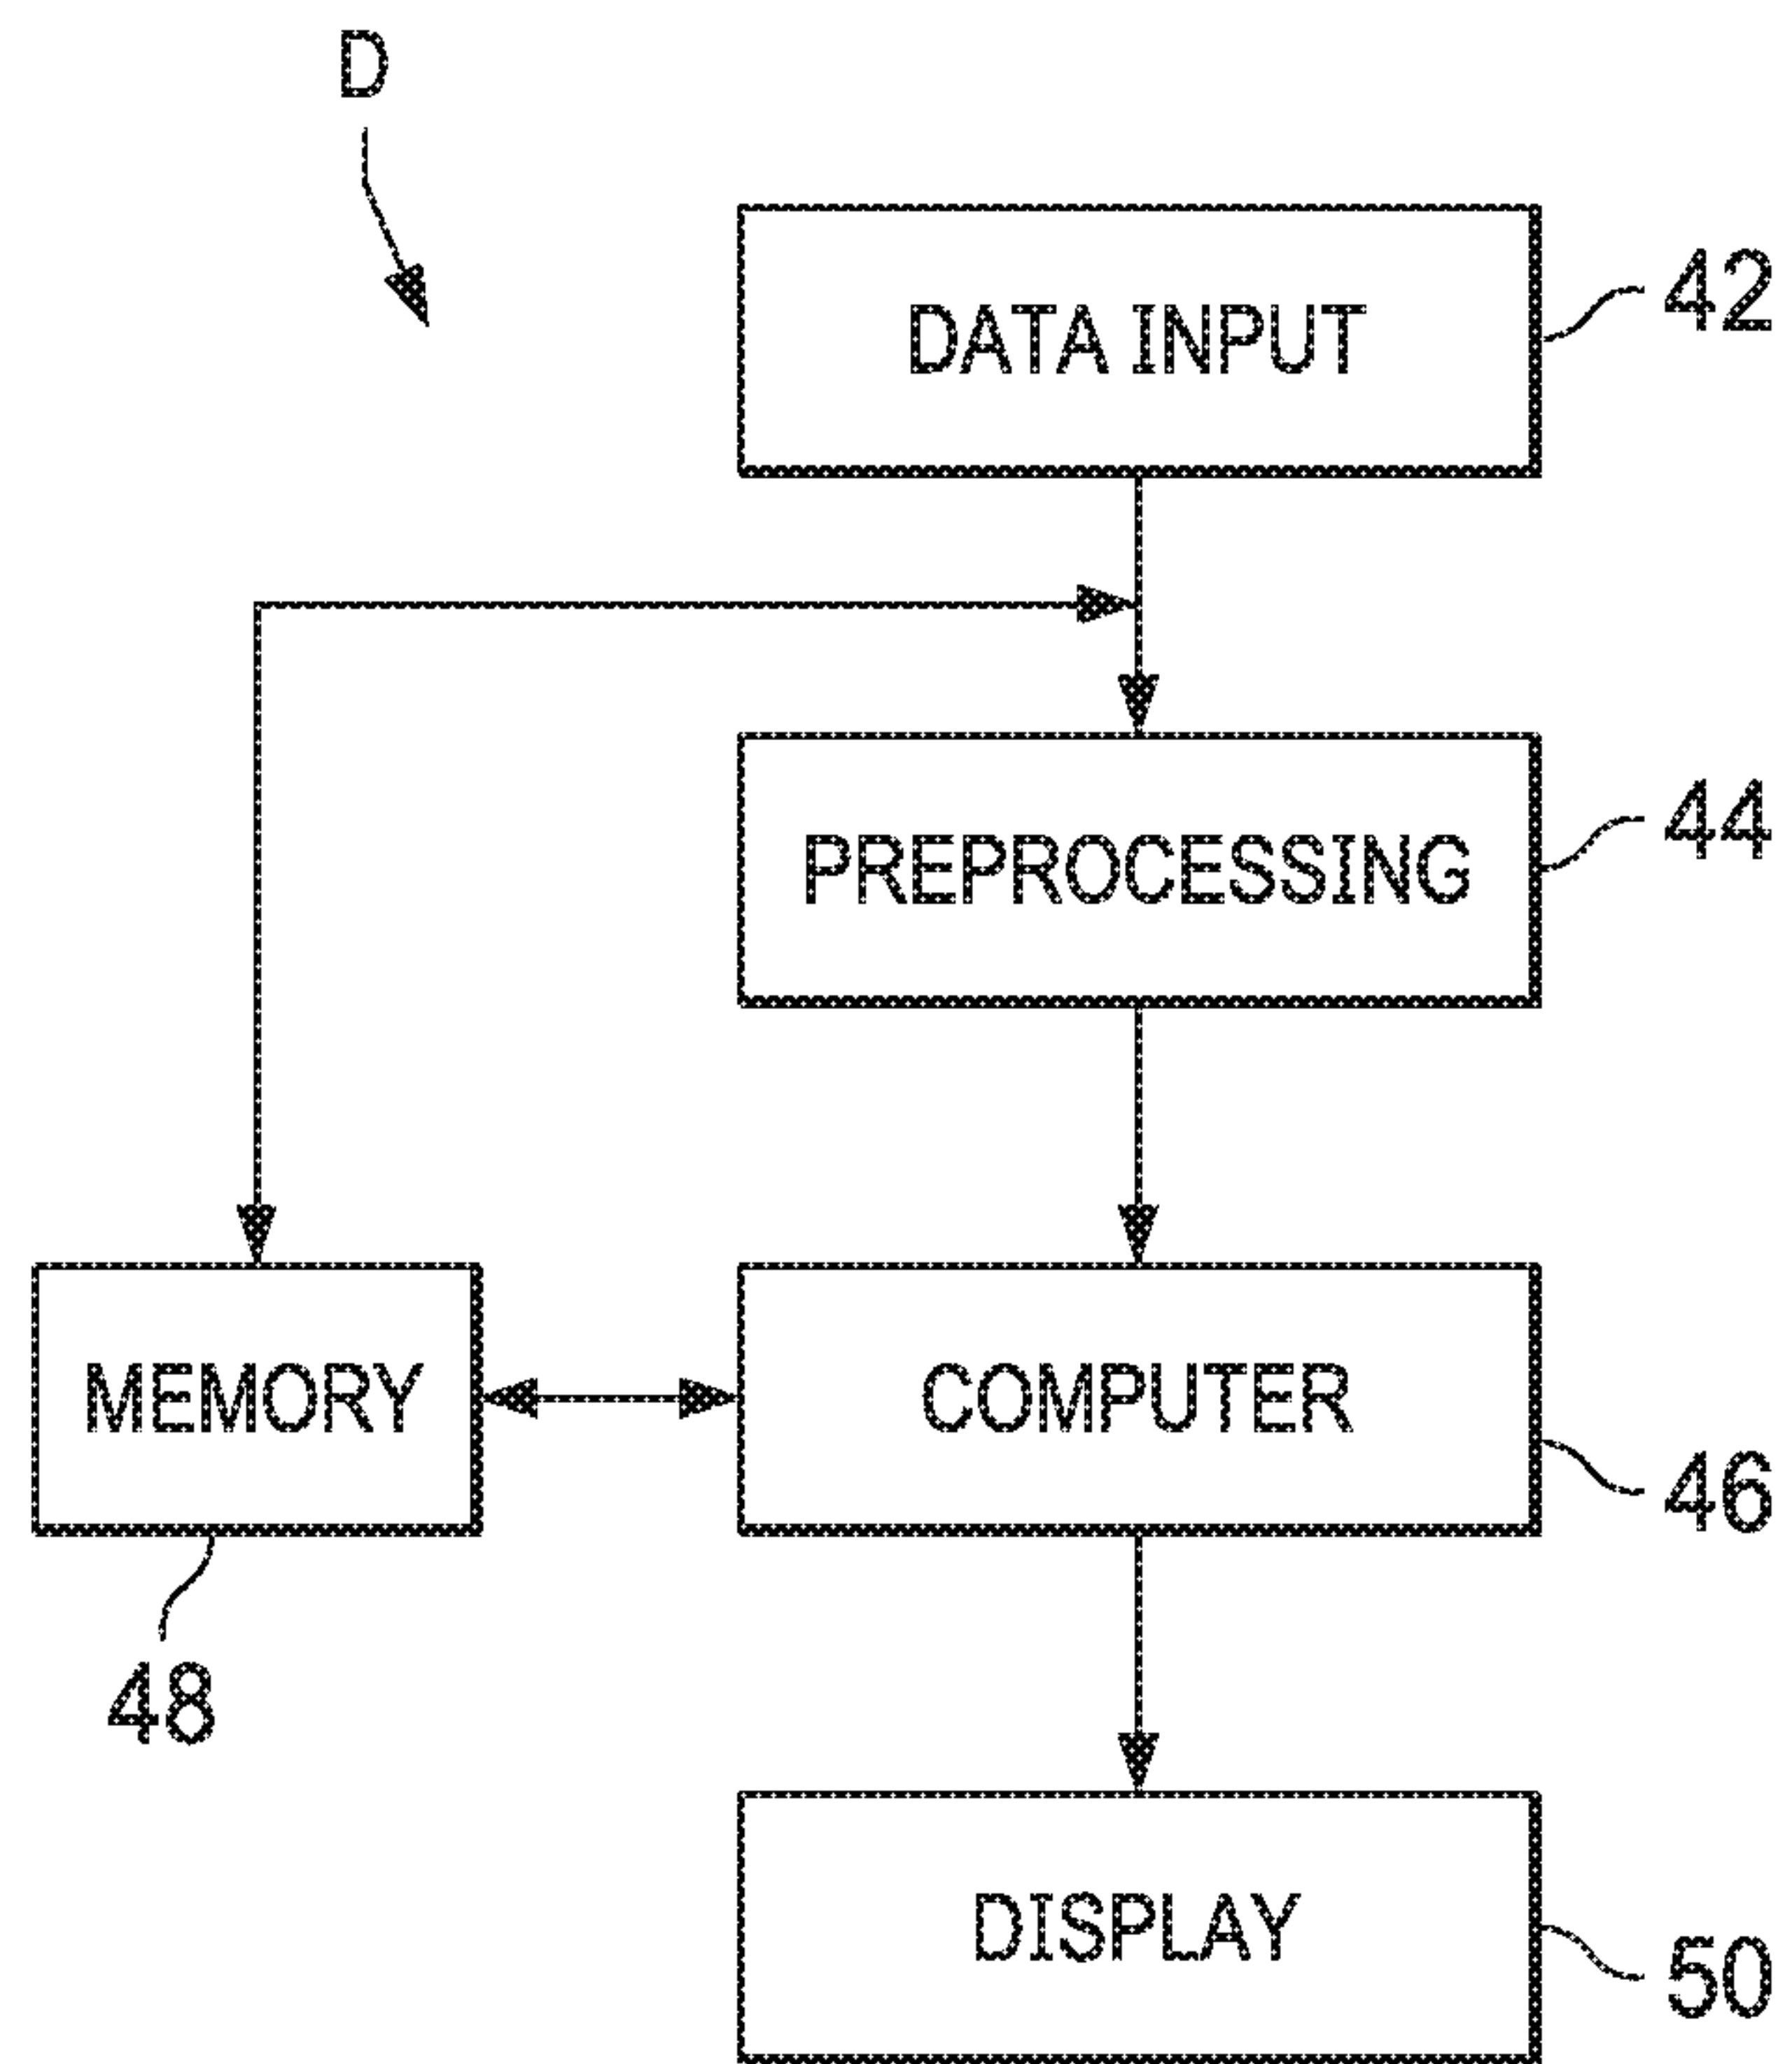 D
DATA INPUT
42
PREPROCESSING
44
MEMORY
COMPUTER
46
48
DISPLAY
50